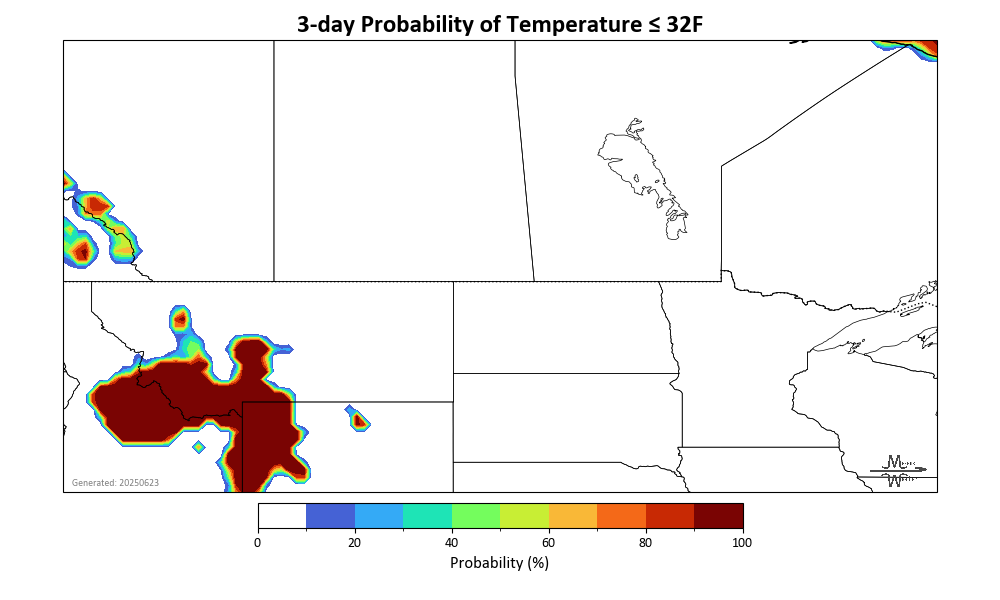 3-day Probability of Temperature ≤ 32F
Generated: 20250623
0 20 40 60 80 100
Probability (%)